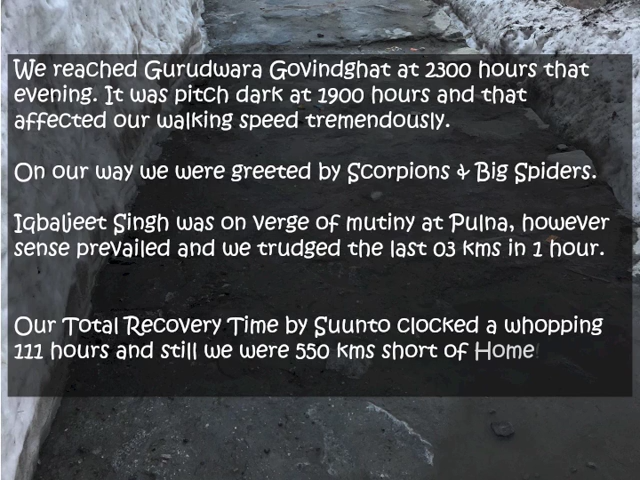 We reached Gurudwara Govindghat at 2300 hours that
evening. It was pitch dark at 1900 hours and that
affected our walking speed tremendously.
On our way we were greeted by Scorpions & Big Spiders.
Iqbaljeet Singh was on verge of mutiny at Pulna, however
sense prevailed and we trudged the last 03 kms in 1 hour.
Our Total Recovery Time by Suunto clocked a whopping
111 hours and still we were 550 kms short of Home!